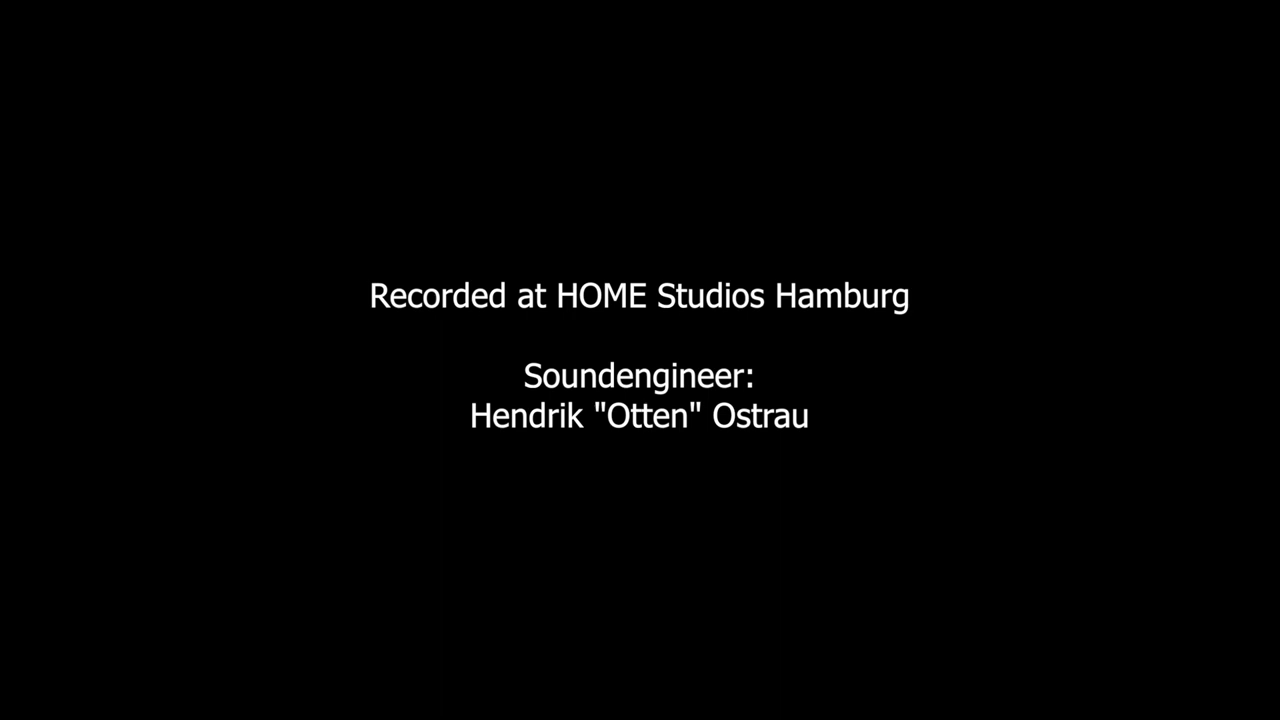 Recorded at HOME Studios Hamburg
Soundengineer:
Hendrik "Otten" Ostrau